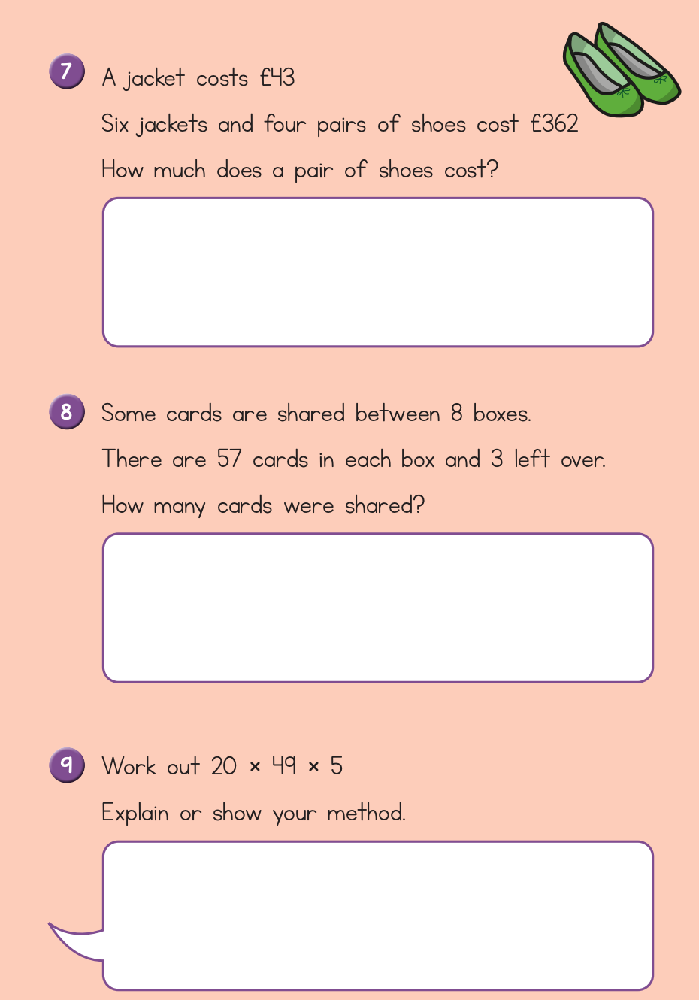 7 A jacket costs £43
Six jackets and four pairs of shoes cost £362
How much does a pair of shoes cost?
8 Some cards are shared between 8 boxes.
There are 57 cards in each box and 3 left over.
How many cards were shared?
9 Work out 20 × 49 × 5
Explain or show your method.